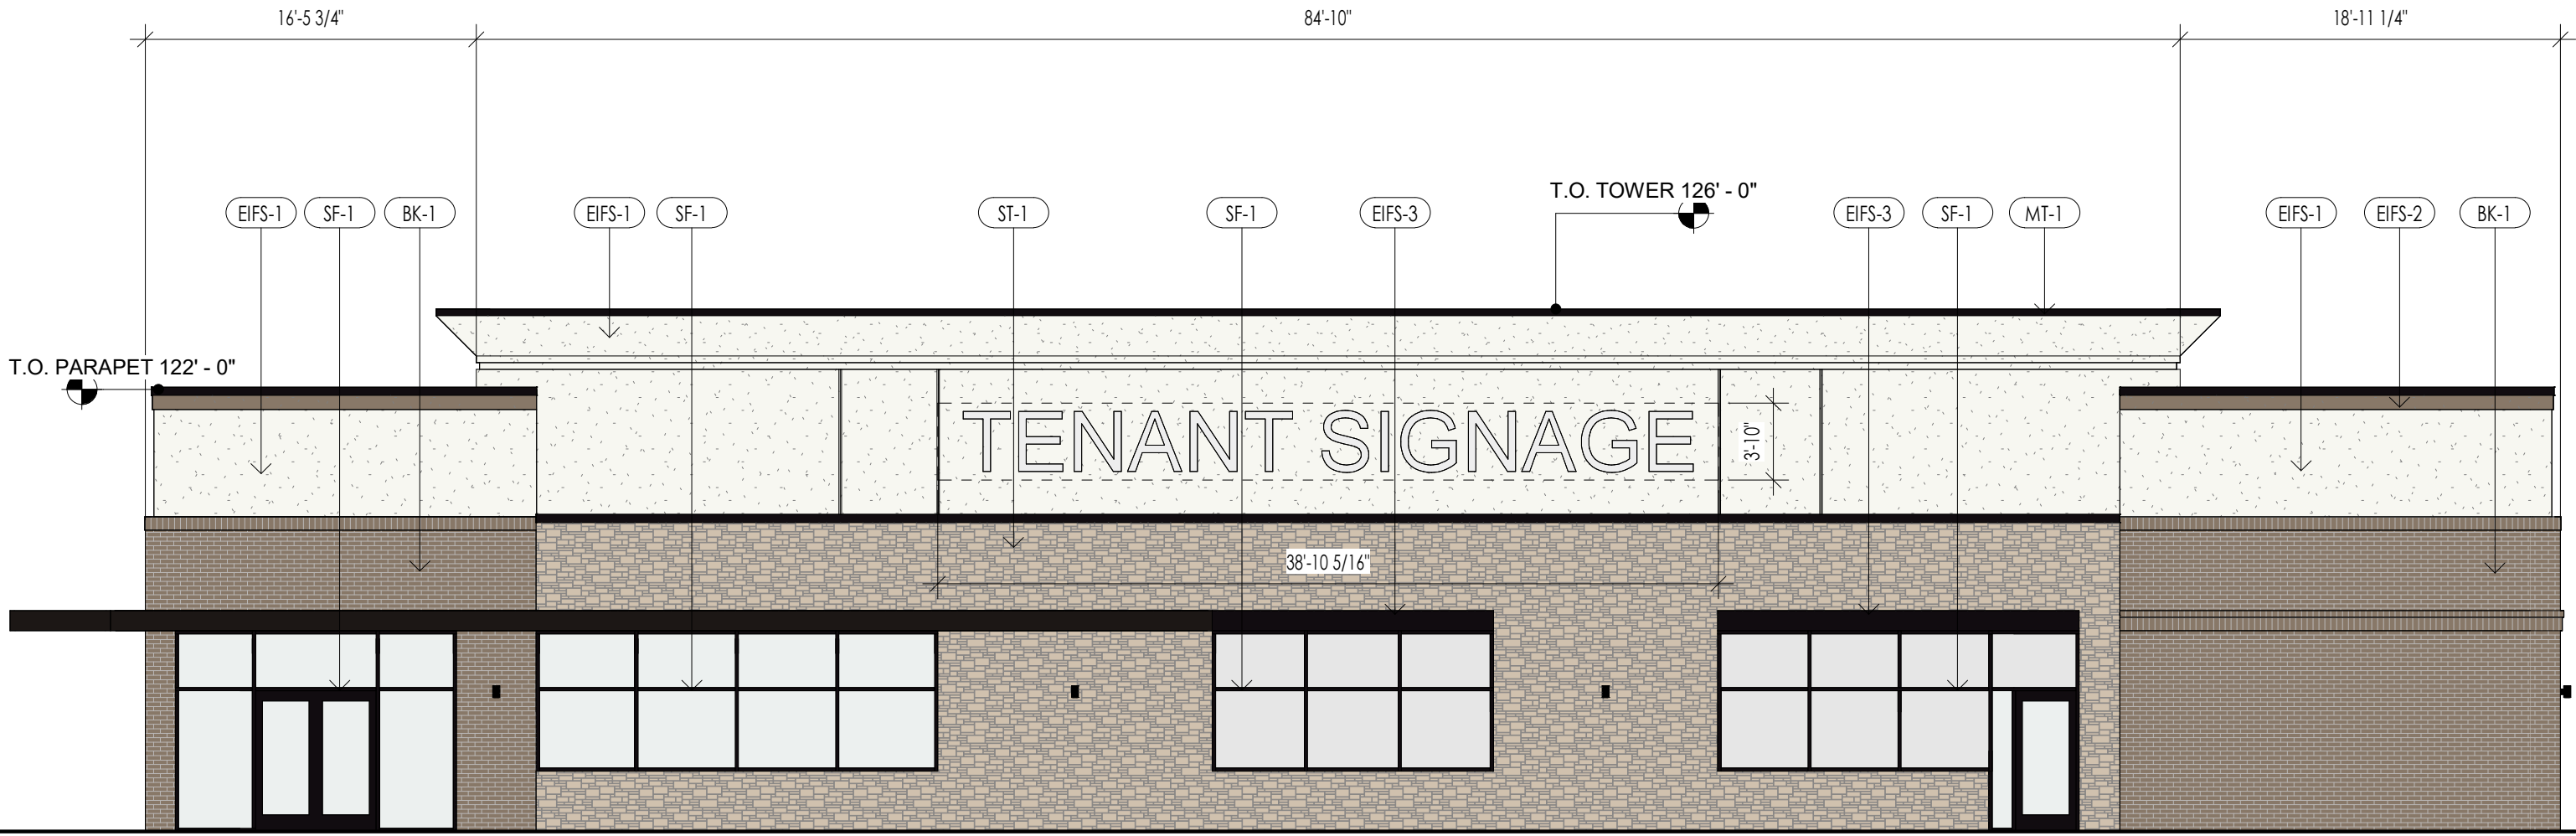 16'-5 3/4"
84'-10"
18'-11 1/4"
T.O. TOWER 126' - 0"
EIFS-1
SF-1
BK-1
EIFS-1
SF-1
ST-1
SF-1
EIFS-3
EIFS-3
SF-1
MT-1
EIFS-1
EIFS-2
BK-1
T.O. PARAPET 122' - 0"
TENANT SIGNAGE
3'-10"
38'-10 5/16"